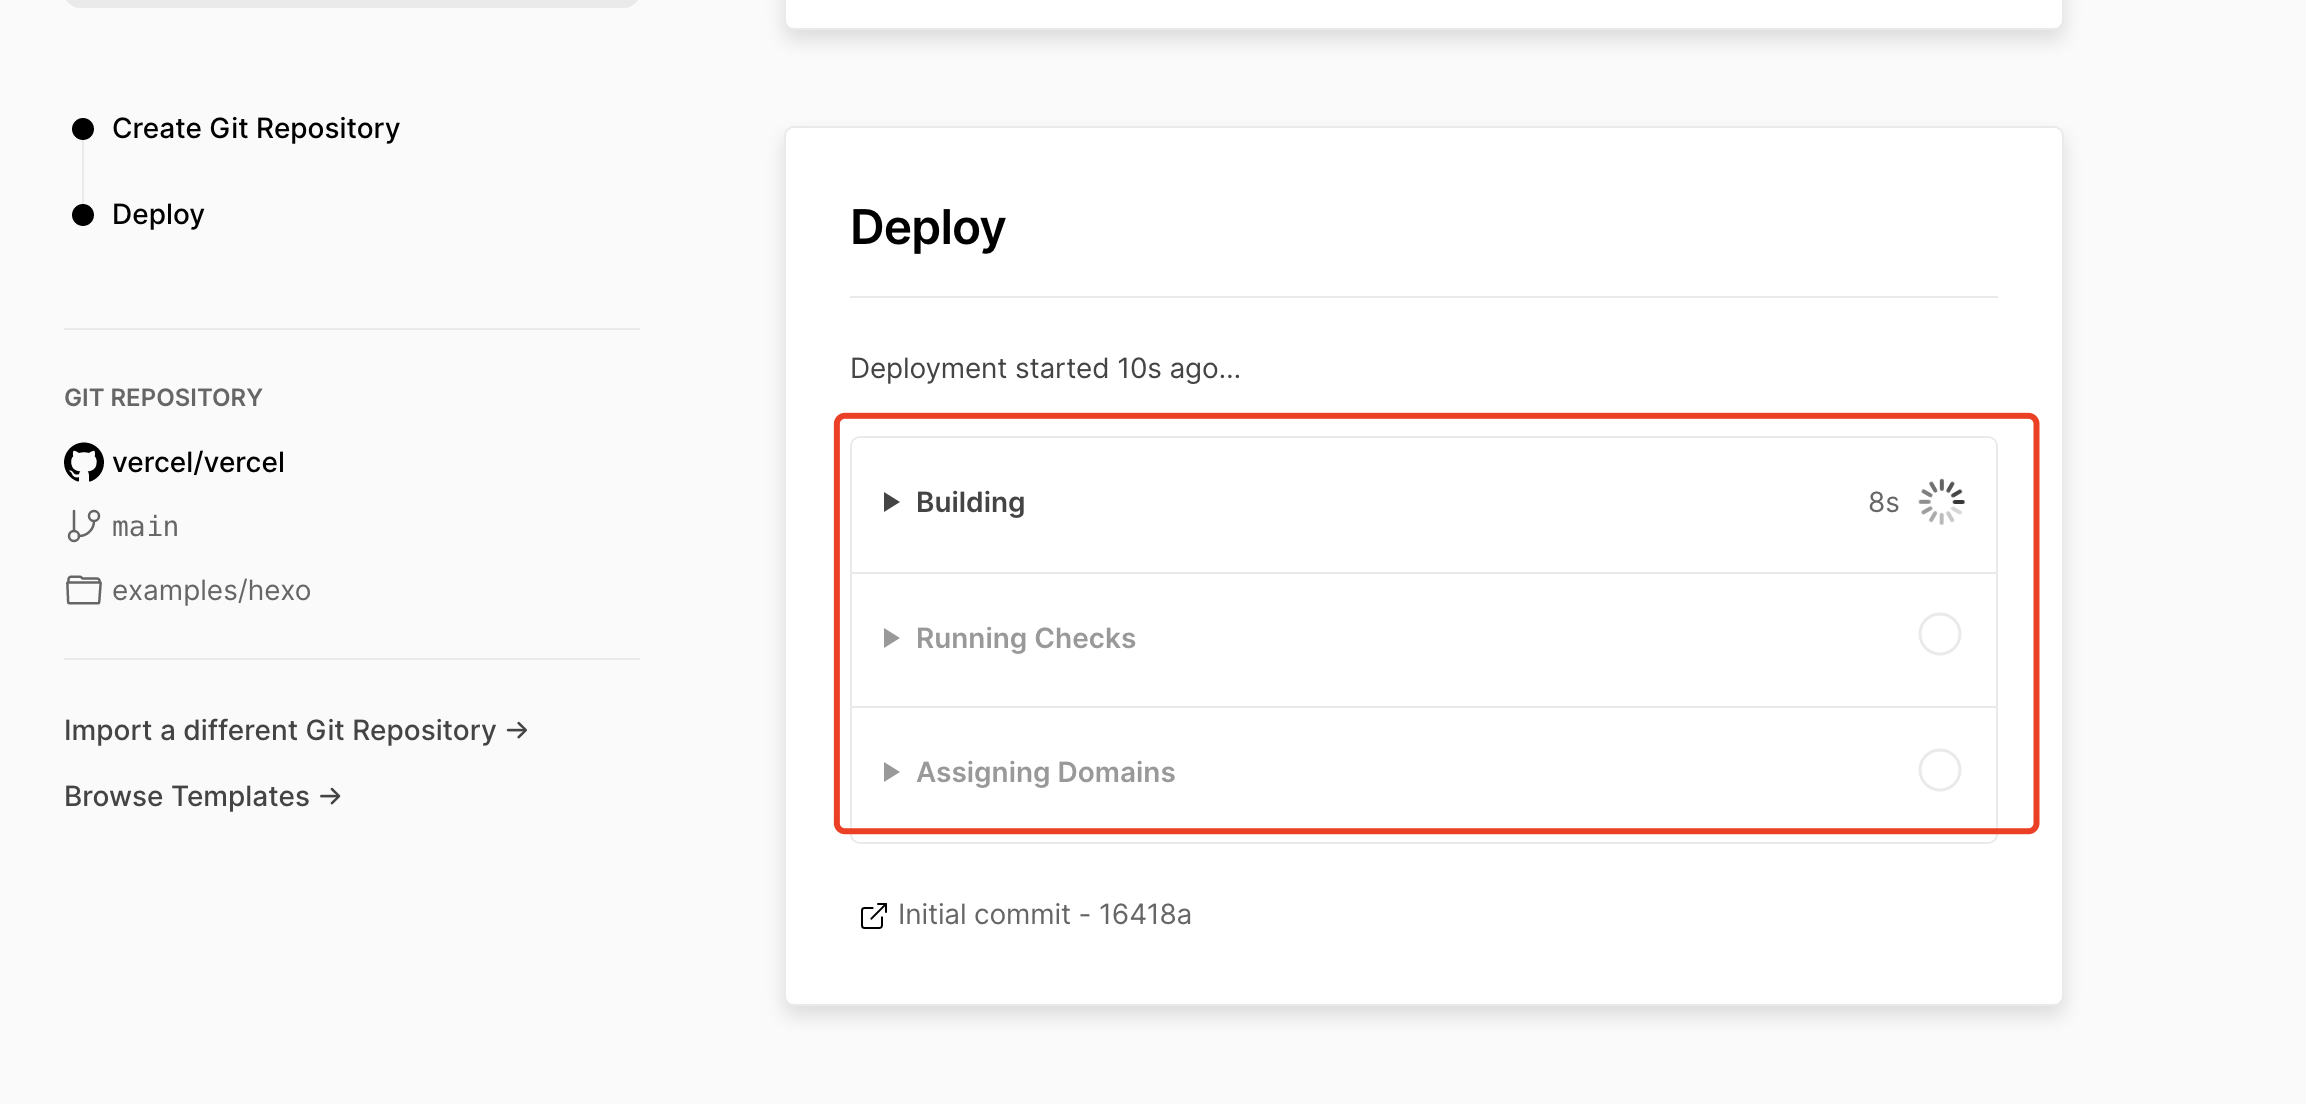 Create Git Repository
Deploy
GIT REPOSITORY
vercel/vercel
main
examples/hexo
Import a different Git Repository →
Browse Templates →
Deploy
Deployment started 10s ago...
Building 8s
Running Checks
Assigning Domains
Initial commit - 16418a